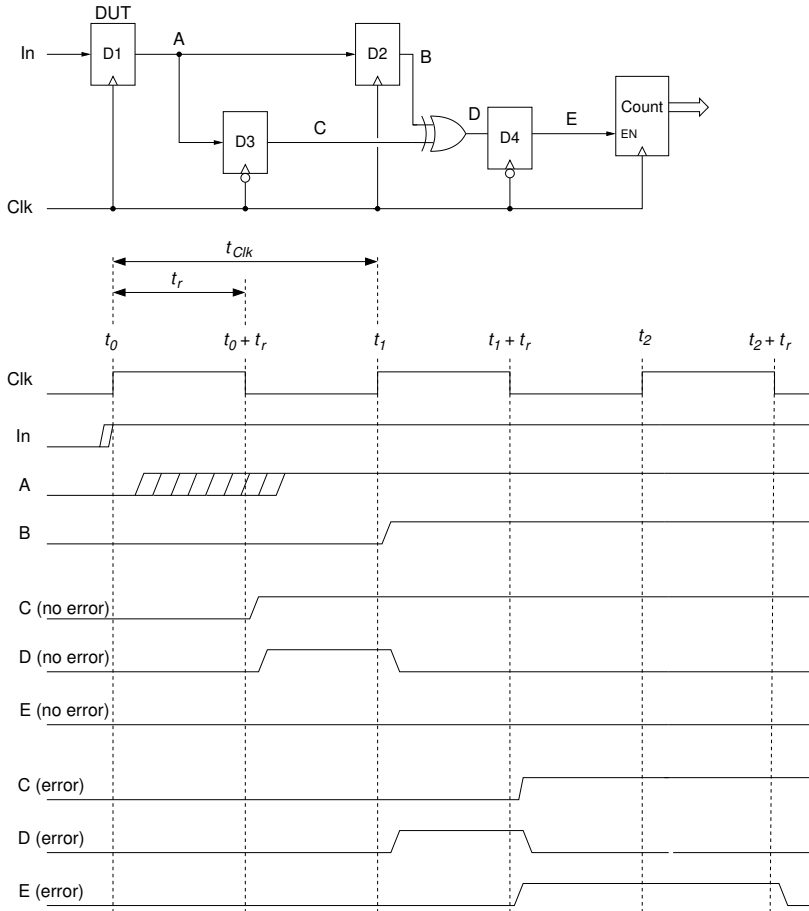 DUT
In
D1
A
D2
B
D3
C
D
D4
E
Count
EN
Clk
t_Clk
t_r
t_0
t_0 + t_r
t_1
t_1 + t_r
t_2
t_2 + t_r
Clk
In
A
B
C (no error)
D (no error)
E (no error)
C (error)
D (error)
E (error)